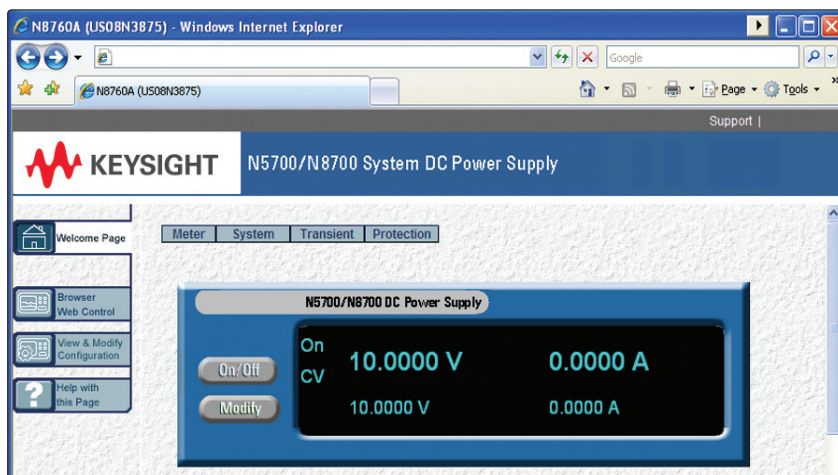 N8760A (US08N3875) - Windows Internet Explorer
Google
N8760A (US08N3875)
Page
Tools
»
Support |
KEYSIGHT
N5700/N8700 System DC Power Supply
Welcome Page
Meter
System
Transient
Protection
Browser
Web Control
View & Modify
Configuration
Help with
this Page
N5700/N8700 DC Power Supply
On/Off
Modify
On
CV
10.0000 V
0.0000 A
10.0000 V
0.0000 A